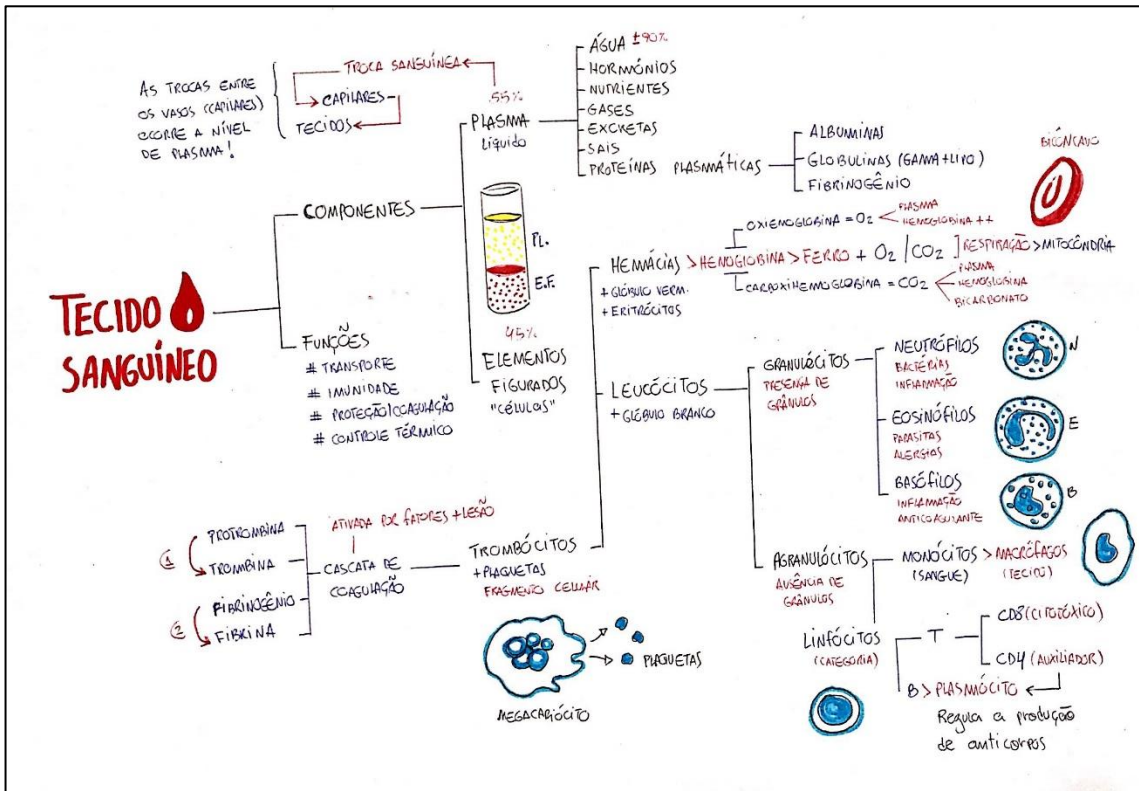 TECIDO
SANGUÍNEO
COMPONENTES
AS TROCAS ENTRE
OS VASOS (CAPILARES)
OCORRE A NÍVEL
DE PLASMA!
TROCA SANGUÍNEA
CAPILARES
TECIDOS
55%
PLASMA
LÍQUIDO
ÁGUA ±90%
HORMÔNIOS
NUTRIENTES
GASES
EXCRETAS
SAIS
PROTEÍNAS PLASMÁTICAS
ALBUMINAS
GLOBULINAS (GAMA+LIPO)
FIBRINOGÊNIO
PL.
E.F.
45%
ELEMENTOS
FIGURADOS
"CÉLULAS"
FUNÇÕES
# TRANSPORTE
# IMUNIDADE
# PROTEÇÃO/COAGULAÇÃO
# CONTROLE TÉRMICO
HEMÁCIAS > HEMOGLOBINA > FERRO + O2 / CO2 ] RESPIRAÇÃO > MITOCÔNDRIA
+ GLÓBULO VERM.
+ ERITRÓCITOS
OXIEMOGLOBINA = O2
PLASMA
HEMOGLOBINA ++
CARBOXIHEMOGLOBINA = CO2
PLASMA
HEMOGLOBINA
BICARBONATO
BICÔNCAVO
LEUCÓCITOS
+ GLÓBULO BRANCO
GRANULÓCITOS
PRESENÇA DE
GRÂNULOS
NEUTRÓFILOS
BACTÉRIAS
INFLAMAÇÃO
N
EOSINÓFILOS
PARASITAS
ALERGIAS
E
BASÓFILOS
INFLAMAÇÃO
ANTICOAGULANTE
B
AGRANULÓCITOS
AUSÊNCIA DE
GRÂNULOS
MONÓCITOS > MACRÓFAGOS
(SANGUE) (TECIDO)
LINFÓCITOS
(CATEGORIA)
T
CD8 (CITOTÓXICO)
CD4 (AUXILIADOR)
B > PLASMÓCITO
Regula a produção
de anticorpos
TROMBÓCITOS
+ PLAQUETAS
FRAGMENTO CELULAR
ATIVADA POR FATORES + LESÃO
CASCATA DE
COAGULAÇÃO
1
PROTROMBINA
TROMBINA
2
FIBRINOGÊNIO
FIBRINA
PLAQUETAS
MEGACARIÓCITO